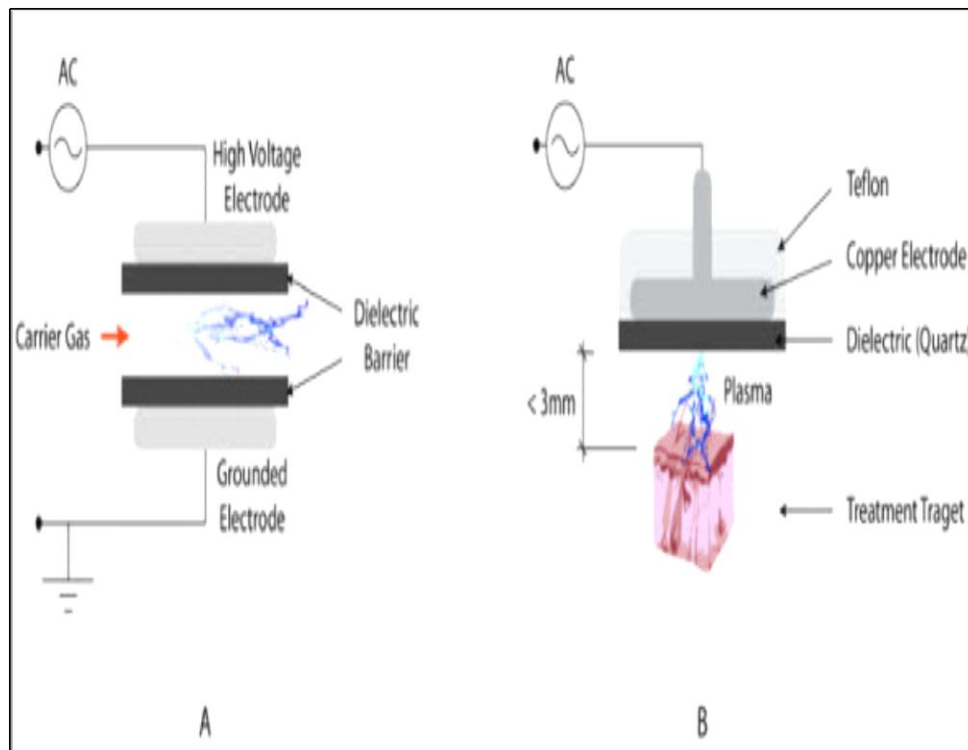 AC
High Voltage
Electrode
Carrier Gas
Dielectric
Barrier
Grounded
Electrode
A
AC
Teflon
Copper Electrode
Dielectric (Quartz)
Plasma
< 3mm
Treatment Traget
B